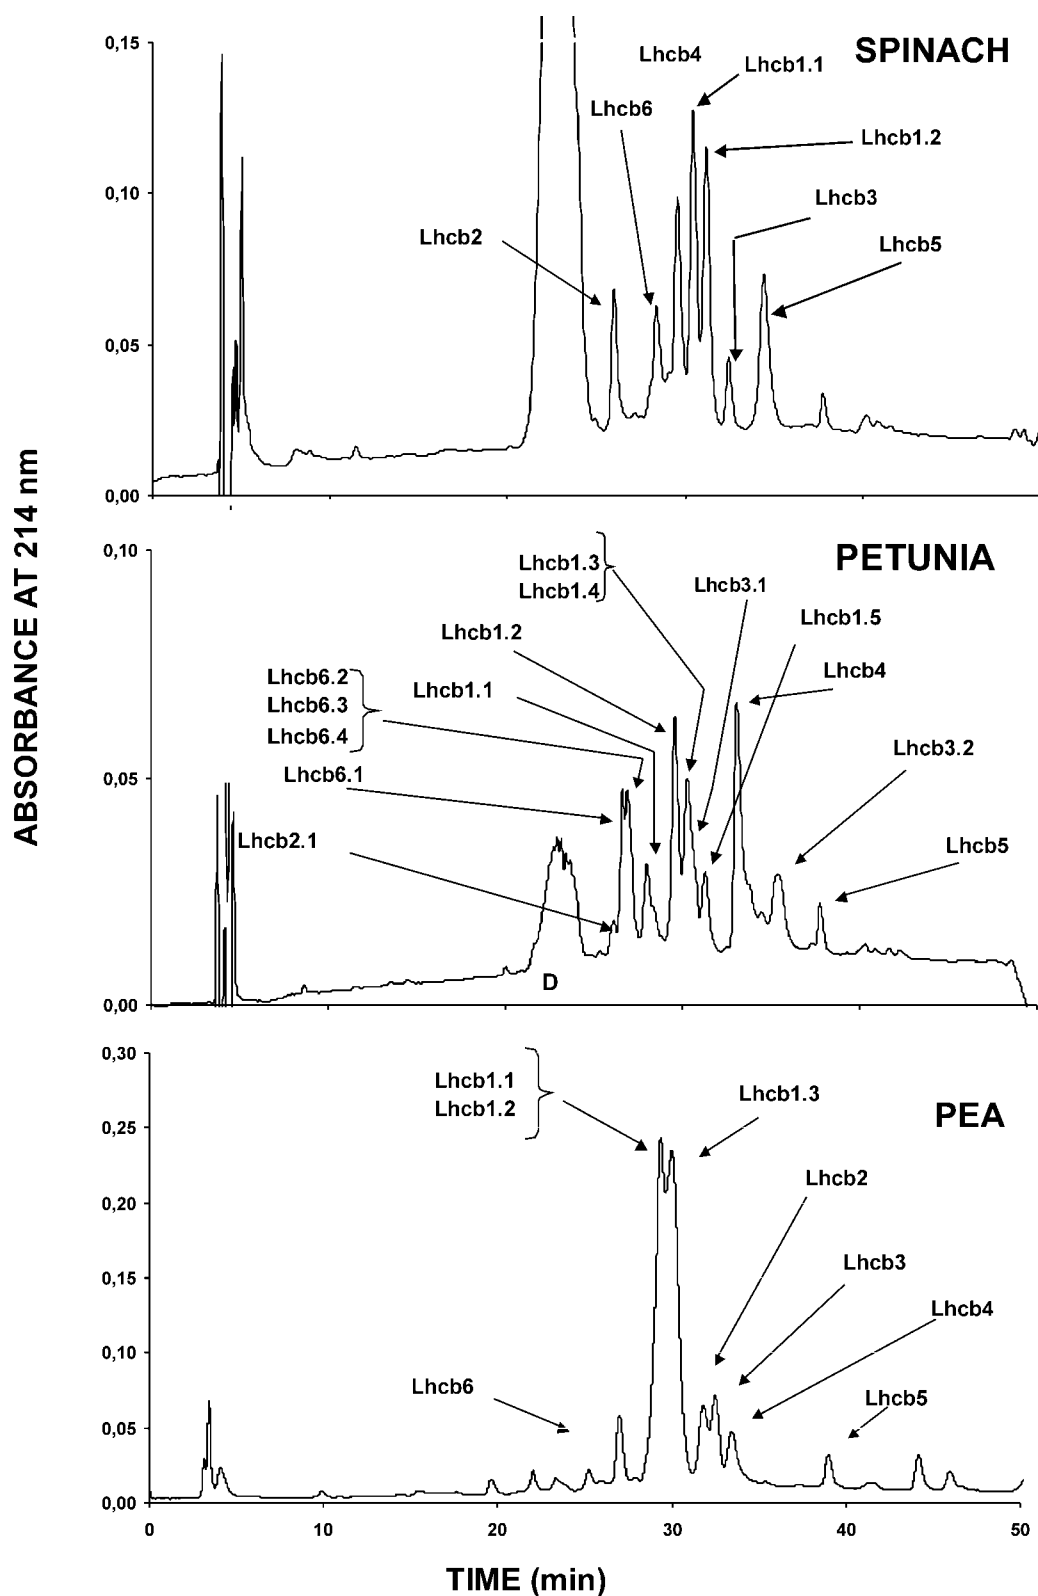 ABSORBANCE AT 214 nm
SPINACH
0,15
0,10
0,05
0,00
Lhcb4
Lhcb1.1
Lhcb6
Lhcb1.2
Lhcb3
Lhcb2
Lhcb5
PETUNIA
0,10
0,05
0,00
Lhcb1.3
Lhcb1.4
Lhcb3.1
Lhcb1.5
Lhcb1.2
Lhcb4
Lhcb6.2
Lhcb1.1
Lhcb6.3
Lhcb6.4
Lhcb3.2
Lhcb6.1
Lhcb2.1
Lhcb5
D
PEA
0,30
0,25
0,20
0,15
0,10
0,05
0,00
Lhcb1.1
Lhcb1.2
Lhcb1.3
Lhcb2
Lhcb3
Lhcb4
Lhcb6
Lhcb5
0 10 20 30 40 50
TIME (min)